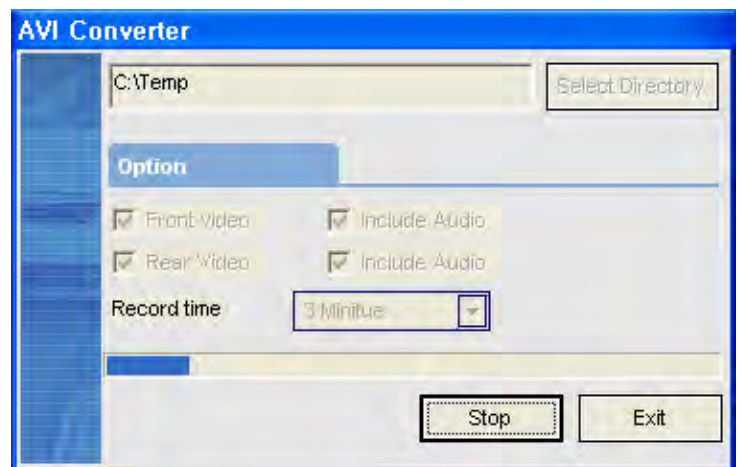 AVI Converter
C:\Temp Select Directory
Option
Front Video Include Audio
Rear Video Include Audio
Record time 3 Minitue
Stop Exit